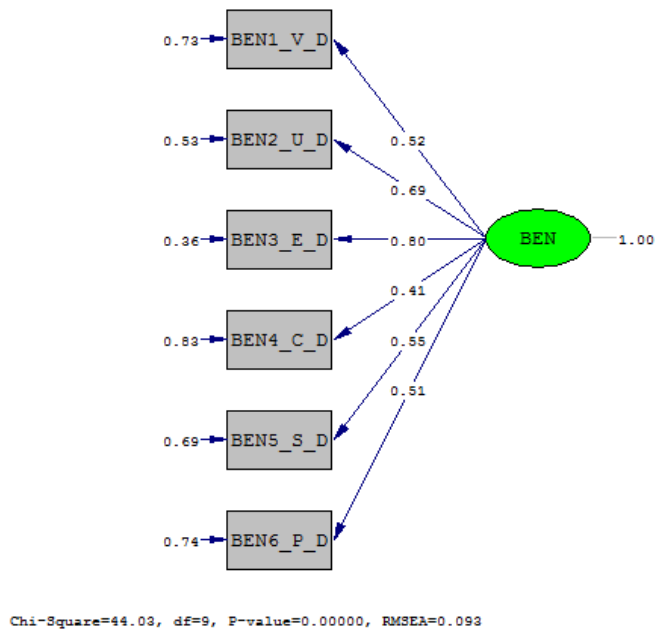 0.73 BEN1_V_D
0.52
0.53 BEN2_U_D
0.69
0.36 BEN3_E_D 0.80 BEN 1.00
0.41
0.83 BEN4_C_D 0.55
0.51
0.69 BEN5_S_D
0.74 BEN6_P_D
Chi-Square=44.03, df=9, P-value=0.00000, RMSEA=0.093